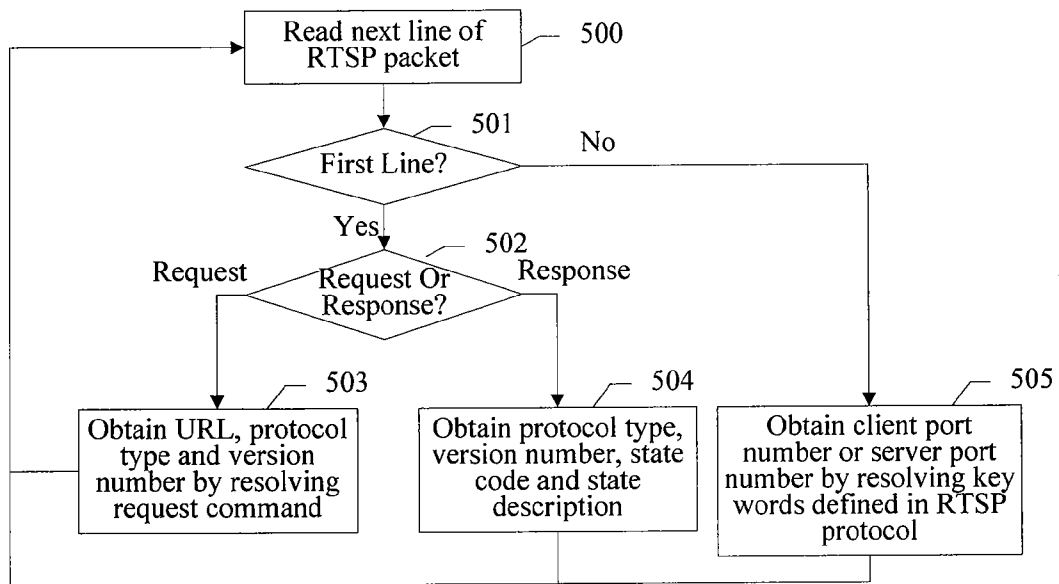 Read next line of
RTSP packet
500
501
First Line?
No
Yes
502
Request
Request Or
Response?
Response
503
Obtain URL, protocol
type and version
number by resolving
request command
504
Obtain protocol type,
version number, state
code and state
description
505
Obtain client port
number or server port
number by resolving key
words defined in RTSP
protocol